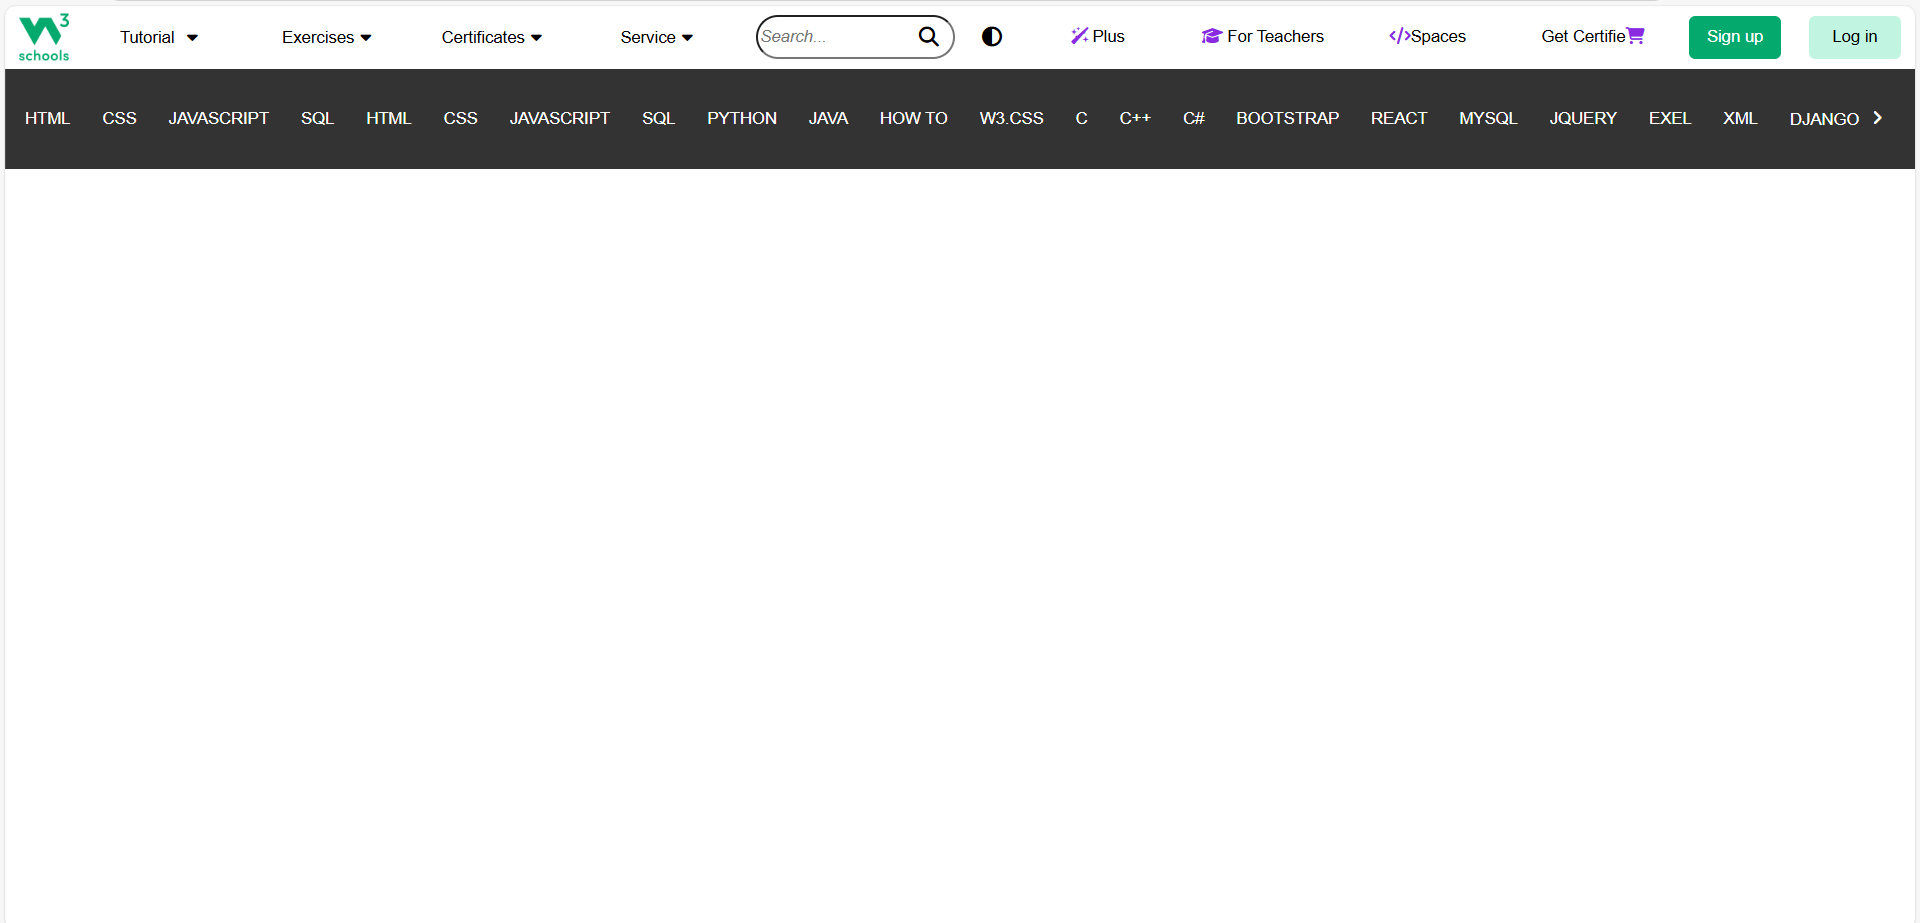 W3 schools Tutorial Exercises Certificates Service Search... Plus For Teachers </>Spaces Get Certifie Sign up Log in
HTML CSS JAVASCRIPT SQL HTML CSS JAVASCRIPT SQL PYTHON JAVA HOW TO W3.CSS C C++ C# BOOTSTRAP REACT MYSQL JQUERY EXEL XML DJANGO